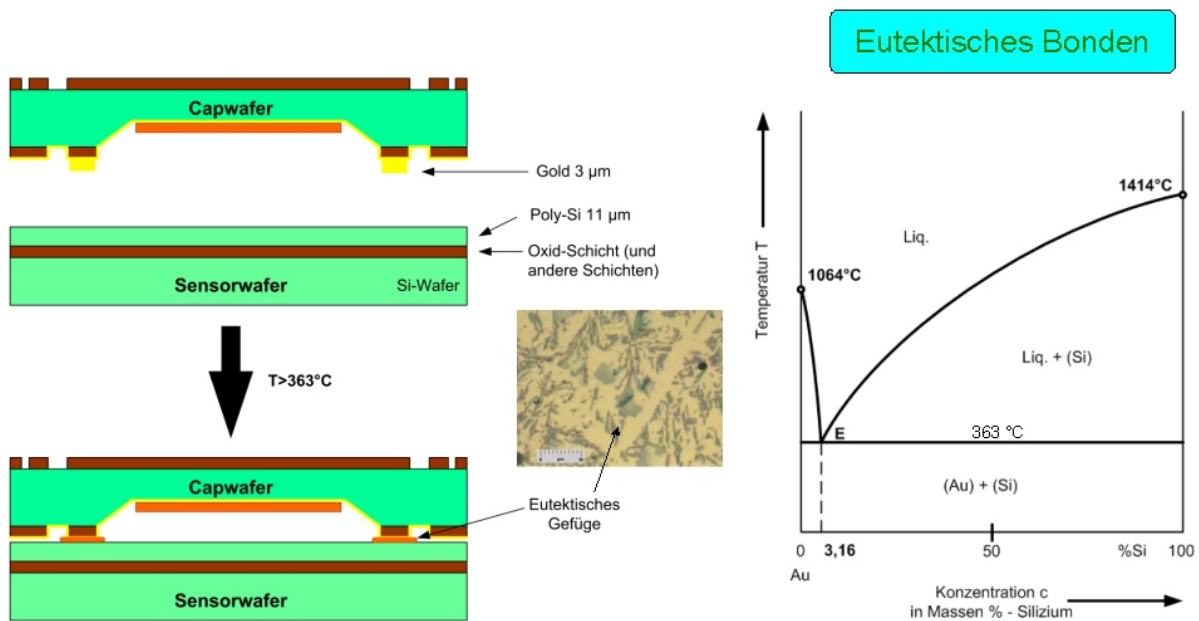 Eutektisches Bonden
Capwafer
Gold 3 µm
Poly-Si 11 µm
Oxid-Schicht (und
andere Schichten)
Sensorwafer
Si-Wafer
T>363°C
Capwafer
Eutektisches
Gefüge
Sensorwafer
Temperatur T
1414°C
Liq.
1064°C
Liq. + (Si)
E
363 °C
(Au) + (Si)
0
3,16
50
%Si
100
Au
Konzentration c
in Massen % - Silizium